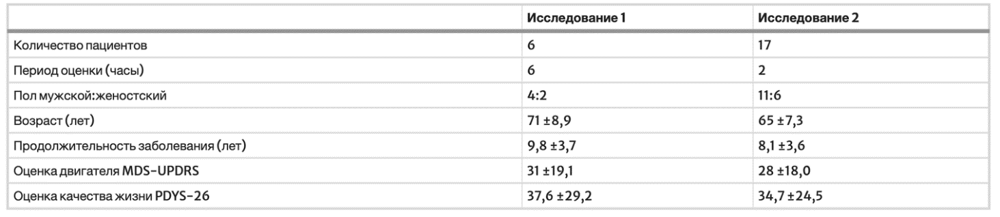 Исследование 1 Исследование 2
Количество пациентов 6 17
Период оценки (часы) 6 2
Пол мужской:женостский 4:2 11:6
Возраст (лет) 71 ±8,9 65 ±7,3
Продолжительность заболевания (лет) 9,8 ±3,7 8,1 ±3,6
Оценка двигателя MDS-UPDRS 31 ±19,1 28 ±18,0
Оценка качества жизни PDYS-26 37,6 ±29,2 34,7 ±24,5